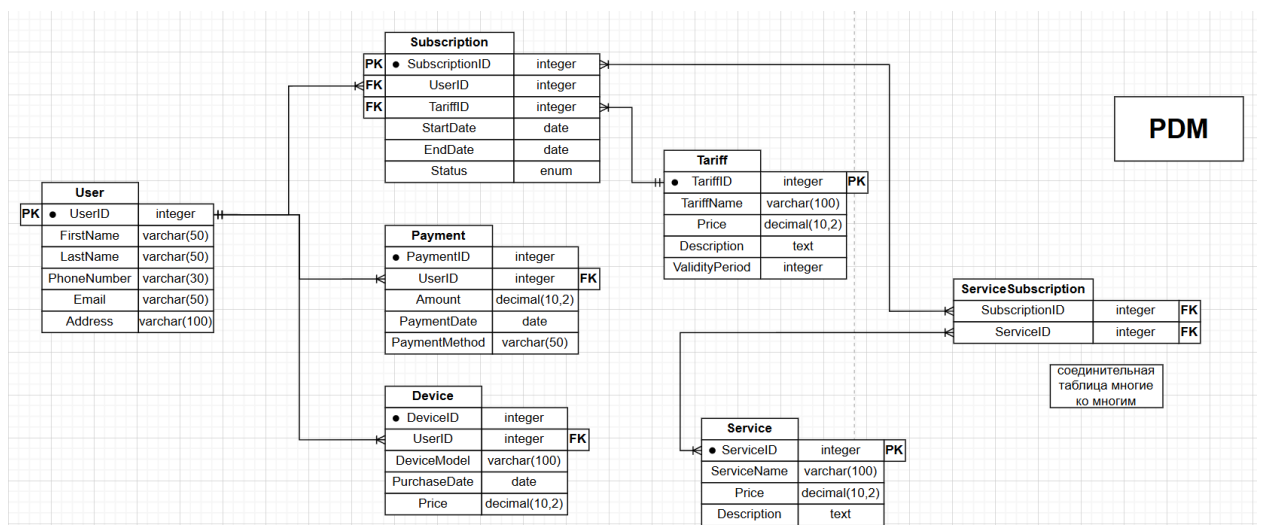 Subscription
PK ● SubscriptionID integer
FK UserID integer
FK TariffID integer
StartDate date
EndDate date
Status enum
PDM
Tariff
● TariffID integer PK
TariffName varchar(100)
Price decimal(10,2)
Description text
ValidityPeriod integer
User
PK ● UserID integer
FirstName varchar(50)
LastName varchar(50)
PhoneNumber varchar(30)
Email varchar(50)
Address varchar(100)
Payment
● PaymentID integer
UserID integer FK
Amount decimal(10,2)
PaymentDate date
PaymentMethod varchar(50)
ServiceSubscription
SubscriptionID integer FK
ServiceID integer FK
соединительная
таблица многие
ко многим
Device
● DeviceID integer
UserID integer FK
DeviceModel varchar(100)
PurchaseDate date
Price decimal(10,2)
Service
● ServiceID integer PK
ServiceName varchar(100)
Price decimal(10,2)
Description text